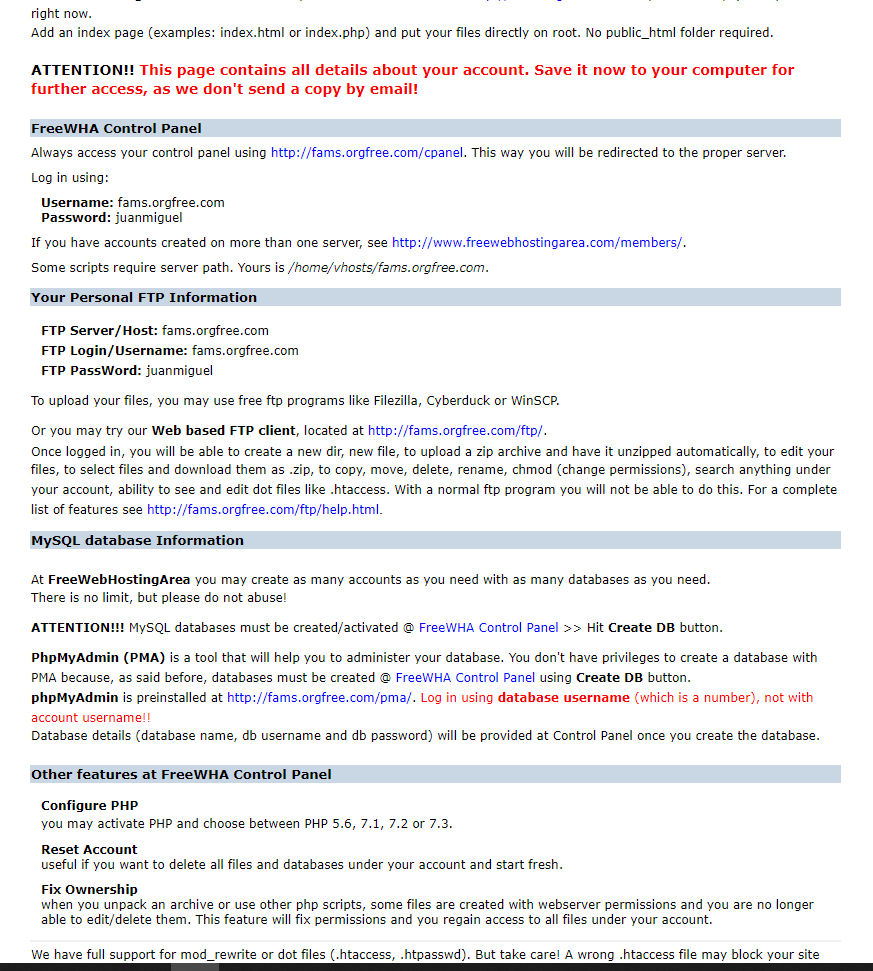 right now.
Add an index page (examples: index.html or index.php) and put your files directly on root. No public_html folder required.
ATTENTION!! This page contains all details about your account. Save it now to your computer for
further access, as we don't send a copy by email!
FreeWHA Control Panel
Always access your control panel using http://fams.orgfree.com/cpanel. This way you will be redirected to the proper server.
Log in using:
Username: fams.orgfree.com
Password: juanmiguel
If you have accounts created on more than one server, see http://www.freewebhostingarea.com/members/.
Some scripts require server path. Yours is /home/vhosts/fams.orgfree.com.
Your Personal FTP Information
FTP Server/Host: fams.orgfree.com
FTP Login/Username: fams.orgfree.com
FTP PassWord: juanmiguel
To upload your files, you may use free ftp programs like Filezilla, Cyberduck or WinSCP.
Or you may try our Web based FTP client, located at http://fams.orgfree.com/ftp/.
Once logged in, you will be able to create a new dir, new file, to upload a zip archive and have it unzipped automatically, to edit your
files, to select files and download them as .zip, to copy, move, delete, rename, chmod (change permissions), search anything under
your account, ability to see and edit dot files like .htaccess. With a normal ftp program you will not be able to do this. For a complete
list of features see http://fams.orgfree.com/ftp/help.html.
MySQL database Information
At FreeWebHostingArea you may create as many accounts as you need with as many databases as you need.
There is no limit, but please do not abuse!
ATTENTION!!! MySQL databases must be created/activated @ FreeWHA Control Panel >> Hit Create DB button.
PhpMyAdmin (PMA) is a tool that will help you to administer your database. You don't have privileges to create a database with
PMA because, as said before, databases must be created @ FreeWHA Control Panel using Create DB button.
phpMyAdmin is preinstalled at http://fams.orgfree.com/pma/. Log in using database username (which is a number), not with
account username!!
Database details (database name, db username and db password) will be provided at Control Panel once you create the database.
Other features at FreeWHA Control Panel
Configure PHP
you may activate PHP and choose between PHP 5.6, 7.1, 7.2 or 7.3.
Reset Account
useful if you want to delete all files and databases under your account and start fresh.
Fix Ownership
when you unpack an archive or use other php scripts, some files are created with webserver permissions and you are no longer
able to edit/delete them. This feature will fix permissions and you regain access to all files under your account.
We have full support for mod_rewrite or dot files (.htaccess, .htpasswd). But take care! A wrong .htaccess file may block your site